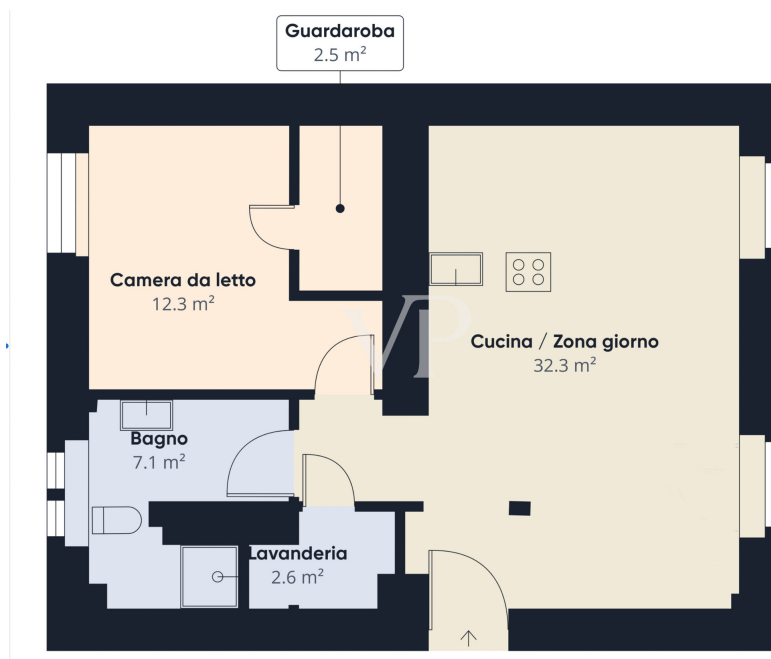 Guardaroba
2.5 m²
Camera da letto
12.3 m²
VP
Cucina / Zona giorno
32.3 m²
Bagno
7.1 m²
Lavanderia
2.6 m²